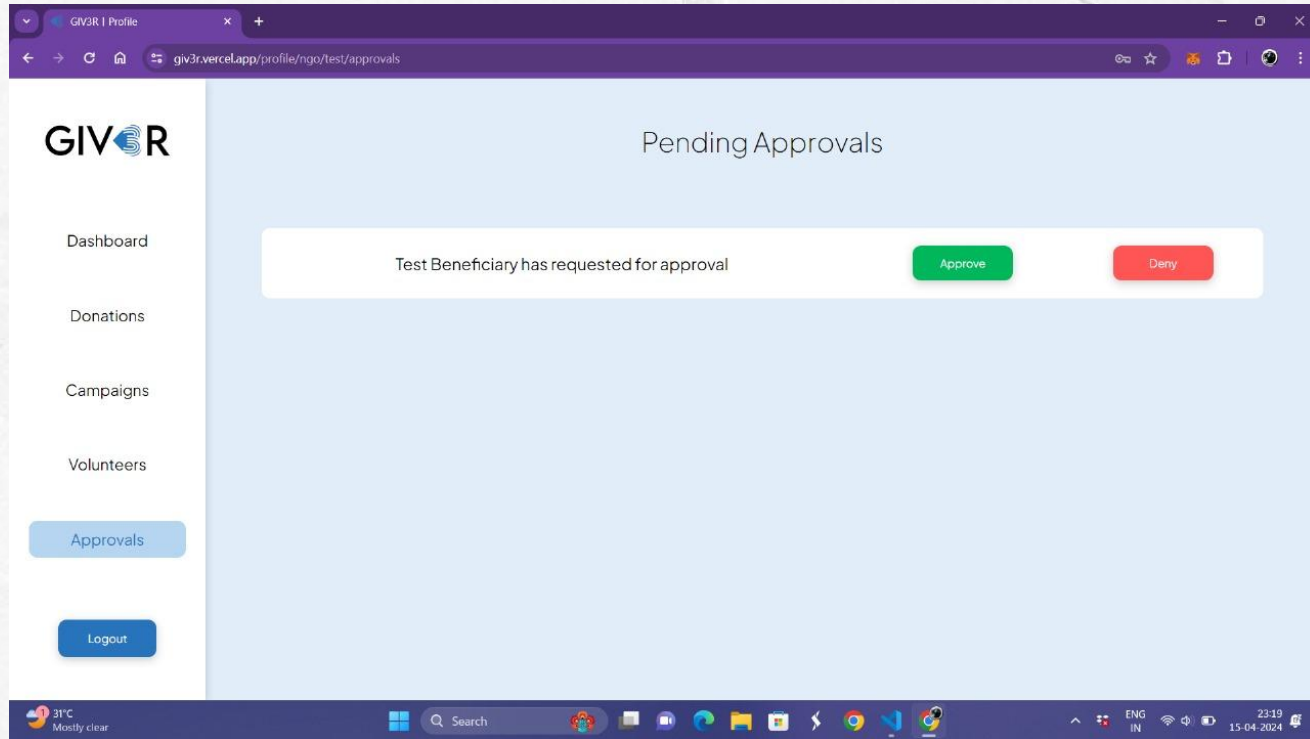 GIV3R | Profile
giv3r.vercel.app/profile/ngo/test/approvals
GIV3R
Pending Approvals
Dashboard
Test Beneficiary has requested for approval
Approve
Deny
Donations
Campaigns
Volunteers
Approvals
Logout
1
31°C
Mostly clear
Search
ENG
IN
23:19
15-04-2024